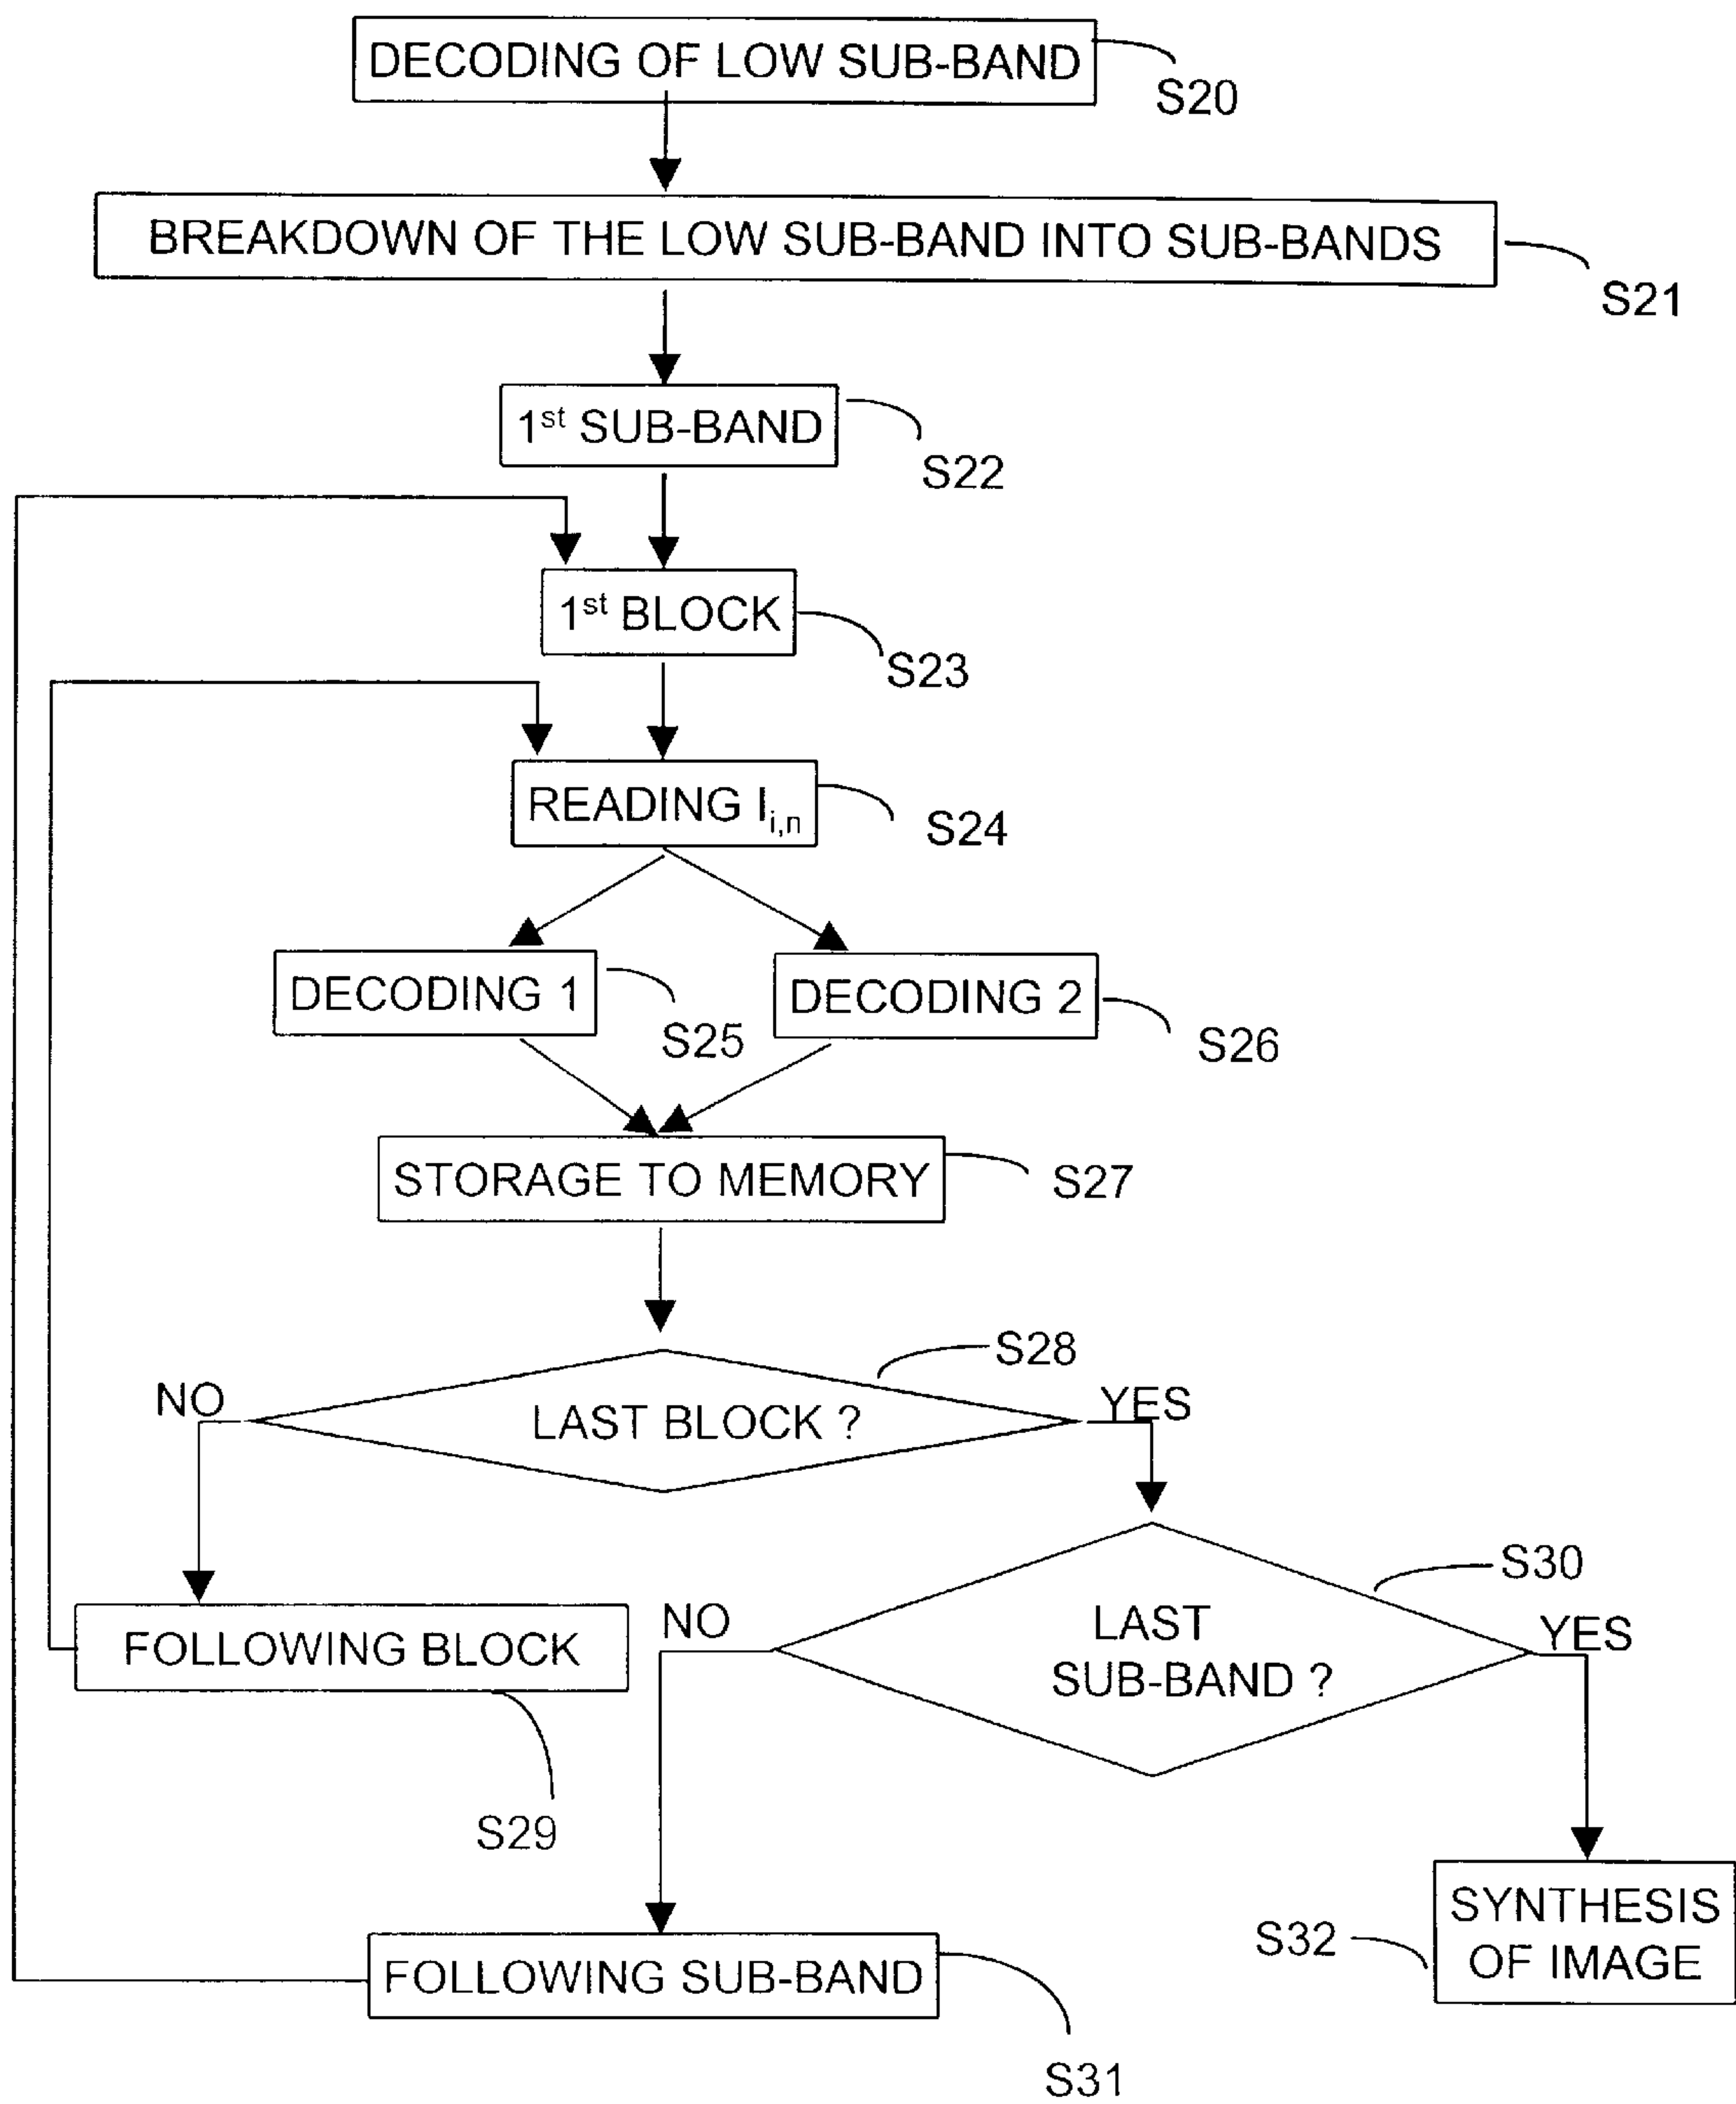 DECODING OF LOW SUB-BAND
S20
BREAKDOWN OF THE LOW SUB-BAND INTO SUB-BANDS
S21
1st SUB-BAND
S22
1st BLOCK
S23
READING Ii,n
S24
DECODING 1
S25
DECODING 2
S26
STORAGE TO MEMORY
S27
S28
NO
LAST BLOCK ?
YES
S30
FOLLOWING BLOCK
S29
NO
LAST
SUB-BAND ?
YES
S32
SYNTHESIS
OF IMAGE
FOLLOWING SUB-BAND
S31